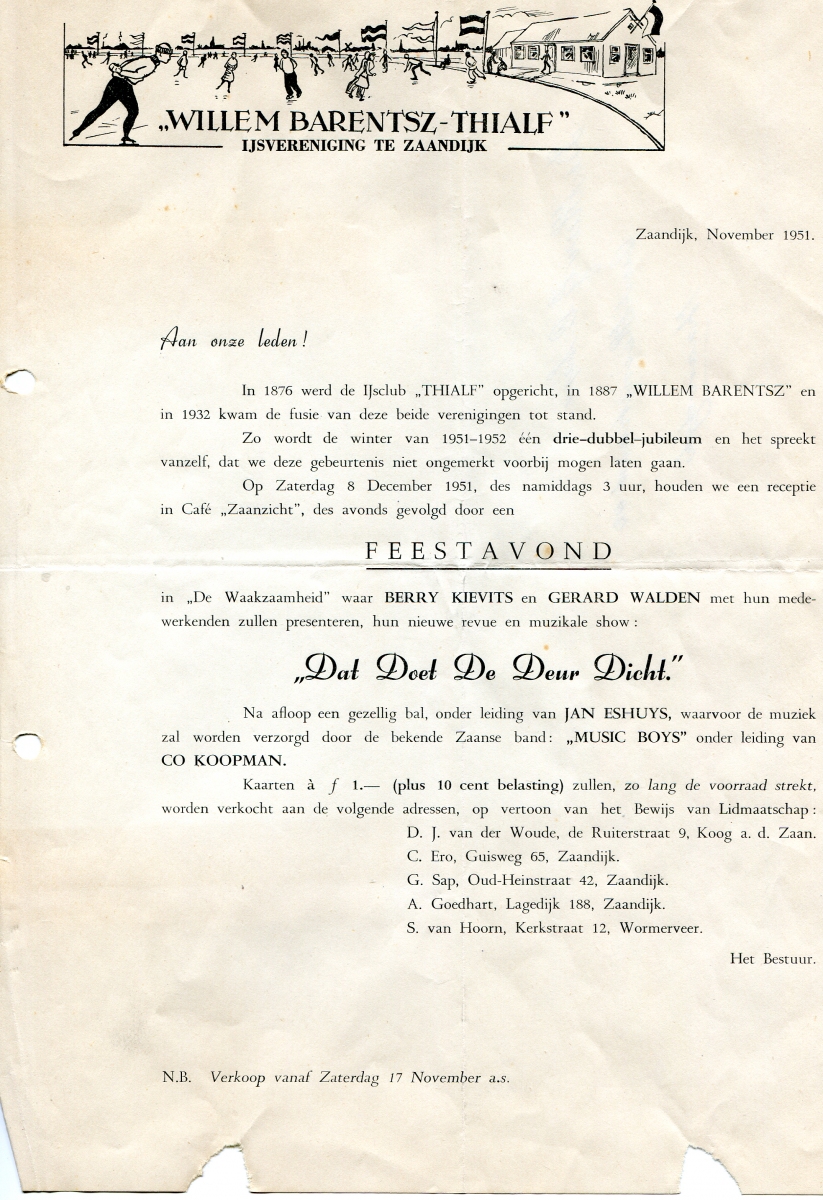 „WILLEM BARENTSZ-THIALF”
IJSVERENIGING TE ZAANDIJK
Zaandijk, November 1951.
Aan onze leden!
In 1876 werd de IJsclub „THIALF” opgericht, in 1887 „WILLEM BARENTSZ” en
in 1932 kwam de fusie van deze beide verenigingen tot stand.
Zo wordt de winter van 1951–1952 één drie-dubbel-jubileum en het spreekt
vanzelf, dat we deze gebeurtenis niet ongemerkt voorbij mogen laten gaan.
Op Zaterdag 8 December 1951, des namiddags 3 uur, houden we een receptie
in Café „Zaanzicht”, des avonds gevolgd door een
FEESTAVOND
in „De Waakzaamheid” waar BERRY KIEVITS en GERARD WALDEN met hun mede-
werkenden zullen presenteren, hun nieuwe revue en muzikale show :
„Dat Doet De Deur Dicht.”
Na afloop een gezellig bal, onder leiding van JAN ESHUYS, waarvoor de muziek
zal worden verzorgd door de bekende Zaanse band : „MUSIC BOYS” onder leiding van
CO KOOPMAN.
Kaarten à f 1.— (plus 10 cent belasting) zullen, zo lang de voorraad strekt,
worden verkocht aan de volgende adressen, op vertoon van het Bewijs van Lidmaatschap :
D. J. van der Woude, de Ruiterstraat 9, Koog a. d. Zaan.
C. Ero, Guisweg 65, Zaandijk.
G. Sap, Oud-Heinstraat 42, Zaandijk.
A. Goedhart, Lagedijk 188, Zaandijk.
S. van Hoorn, Kerkstraat 12, Wormerveer.
Het Bestuur.
N.B. Verkoop vanaf Zaterdag 17 November a.s.